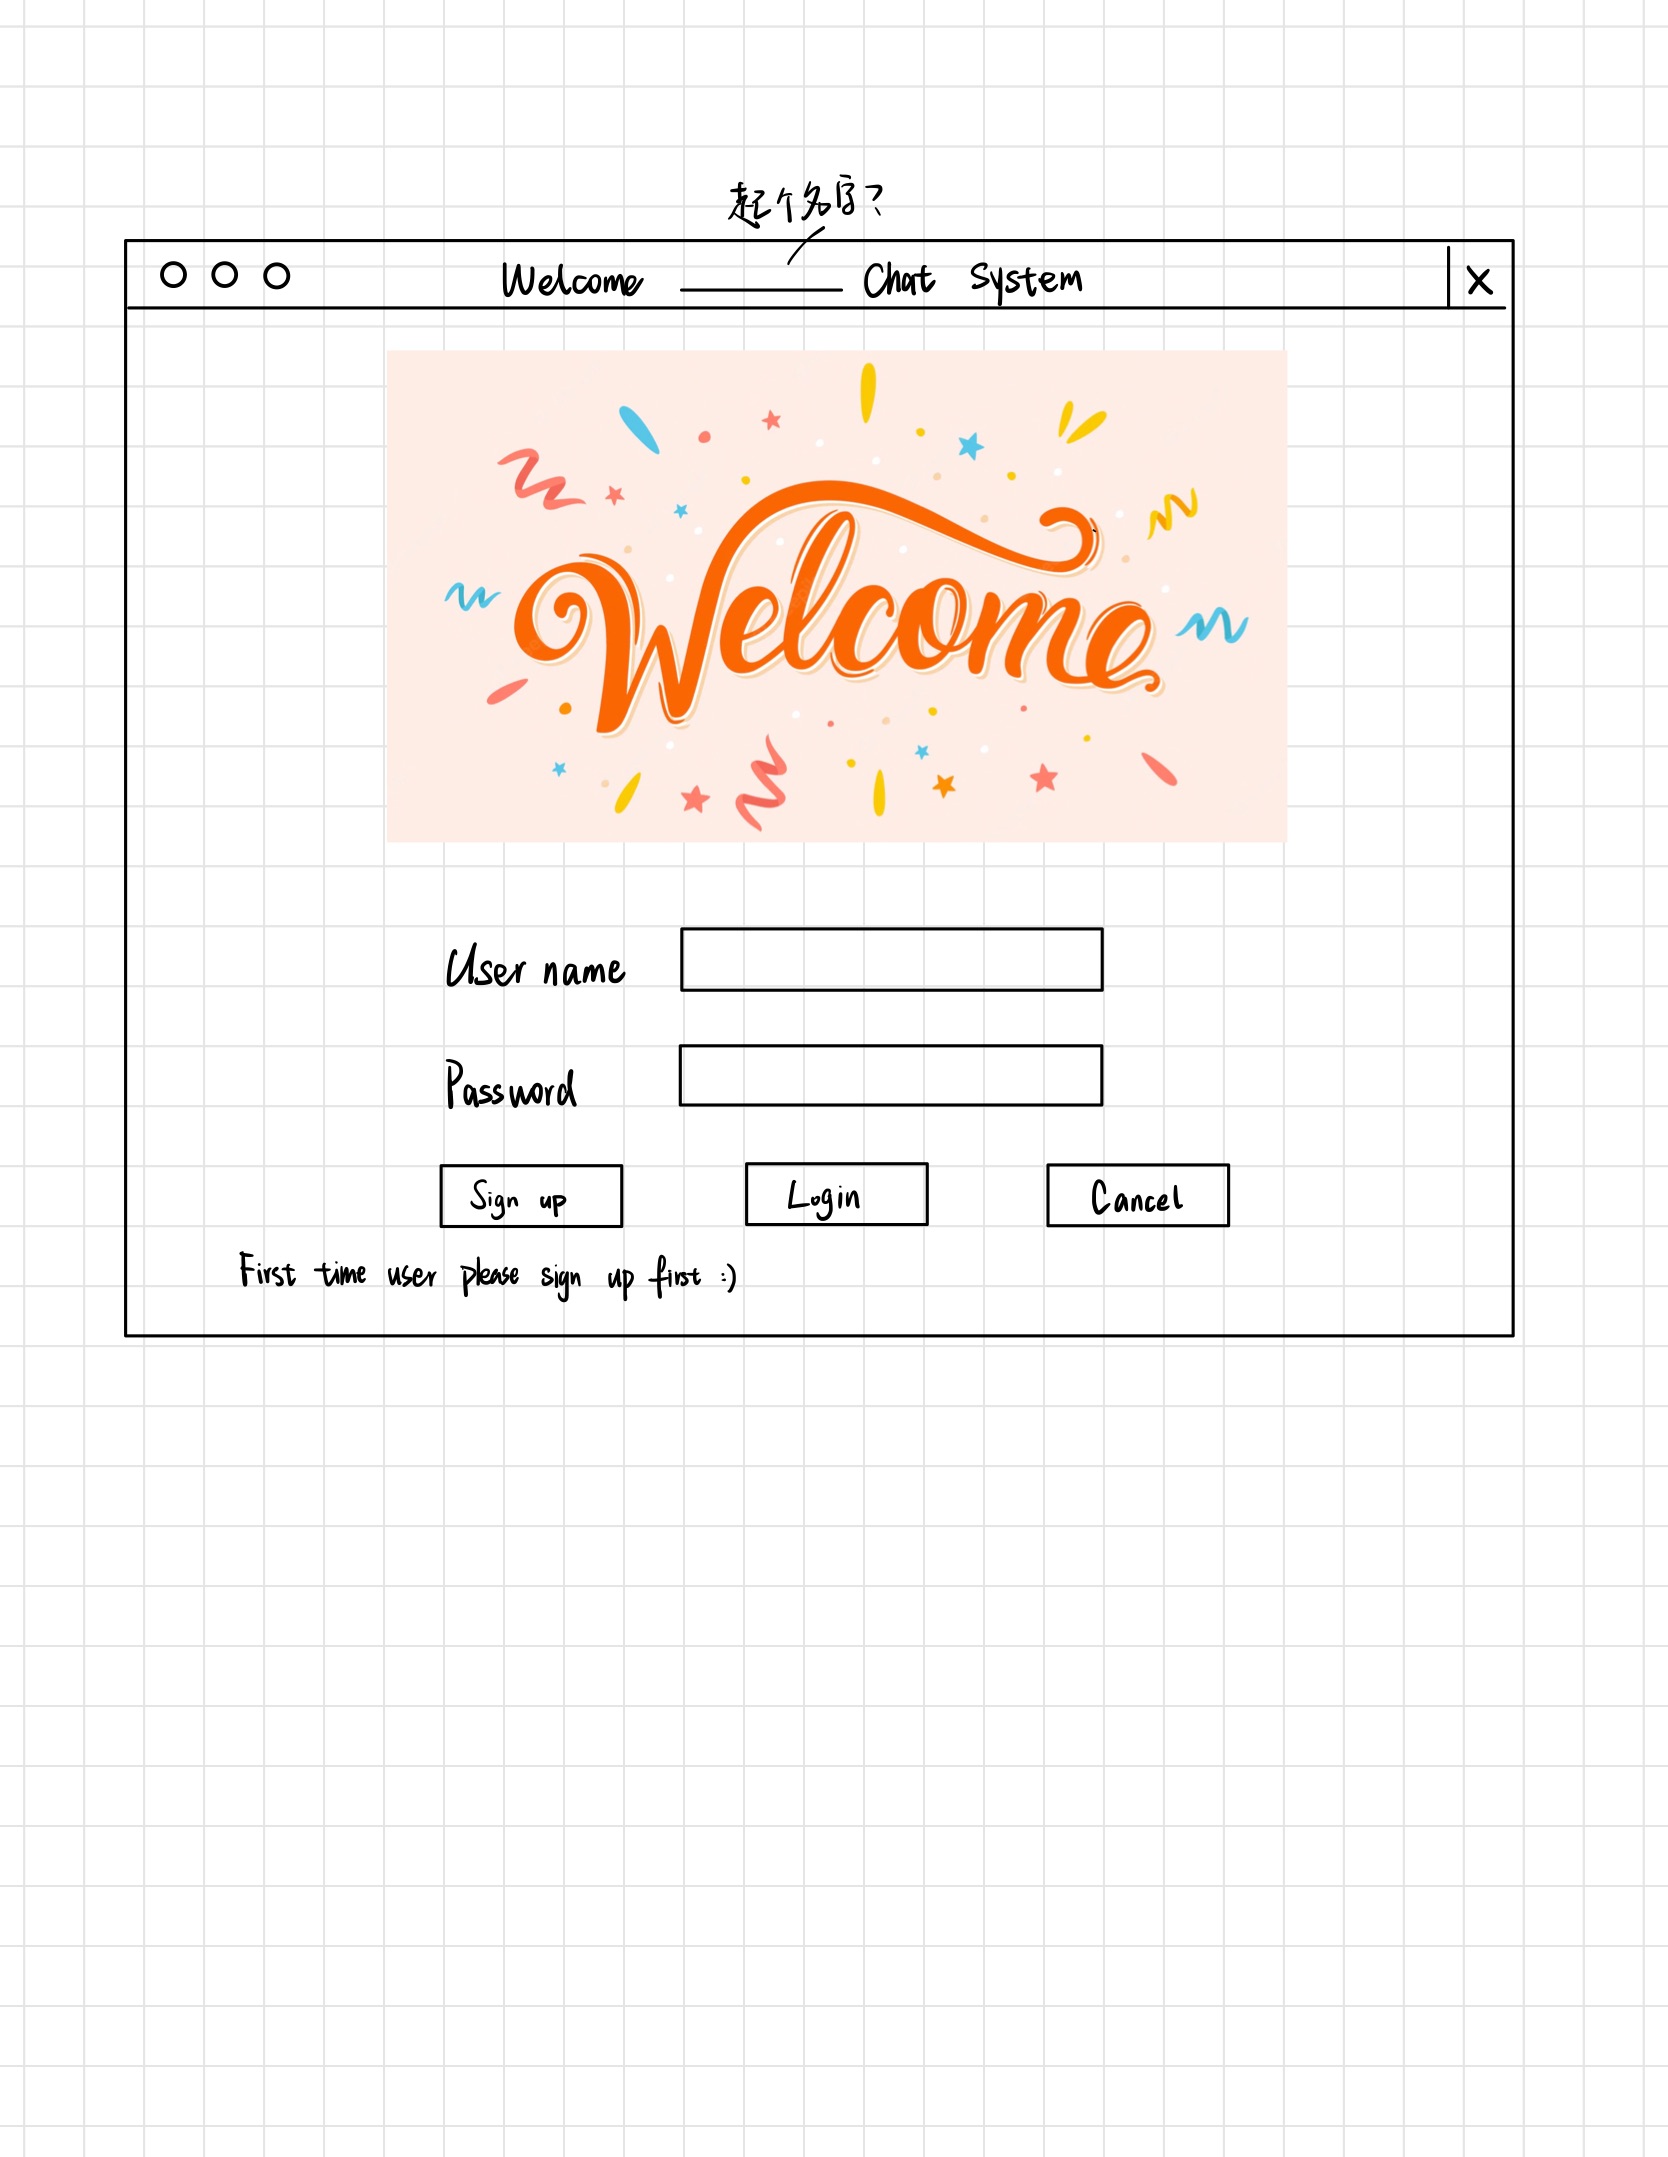 起个名字?
Welcome ________ Chat System X
Welcome
User name
Password
Sign up Login Cancel
First time user please sign up first :)